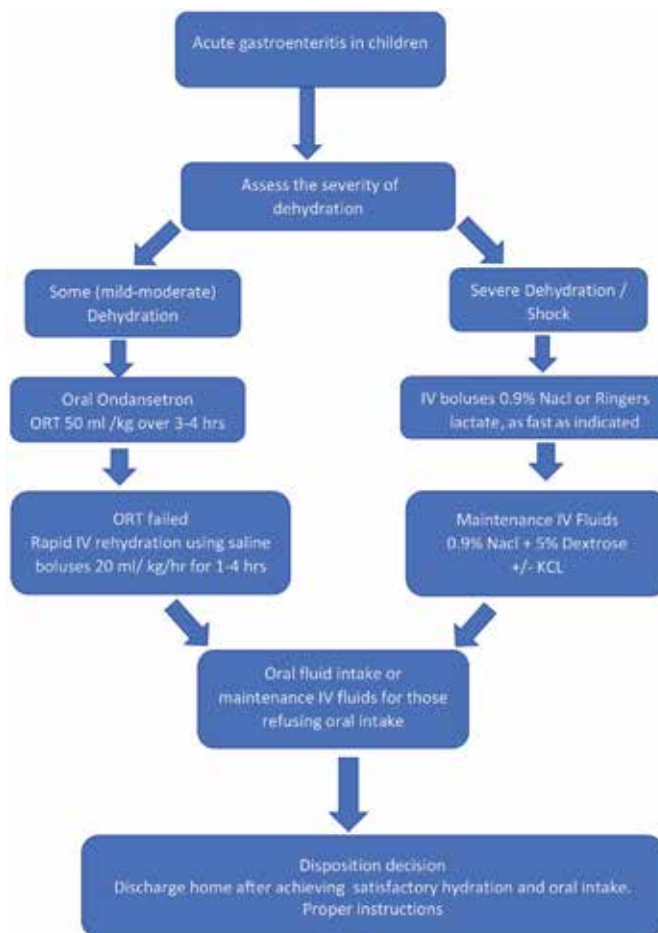 Acute gastroenteritis in children
Assess the severity of
dehydration
Some (mild-moderate)
Dehydration
Severe Dehydration /
Shock
Oral Ondansetron
ORT 50 ml /kg over 3-4 hrs
IV boluses 0.9% Nacl or Ringers
lactate, as fast as indicated
ORT failed
Rapid IV rehydration using saline
boluses 20 ml/ kg/hr for 1-4 hrs
Maintenance IV Fluids
0.9% Nacl + 5% Dextrose
+/- KCL
Oral fluid intake or
maintenance IV fluids for those
refusing oral intake
Disposition decision
Discharge home after achieving satisfactory hydration and oral intake.
Proper instructions